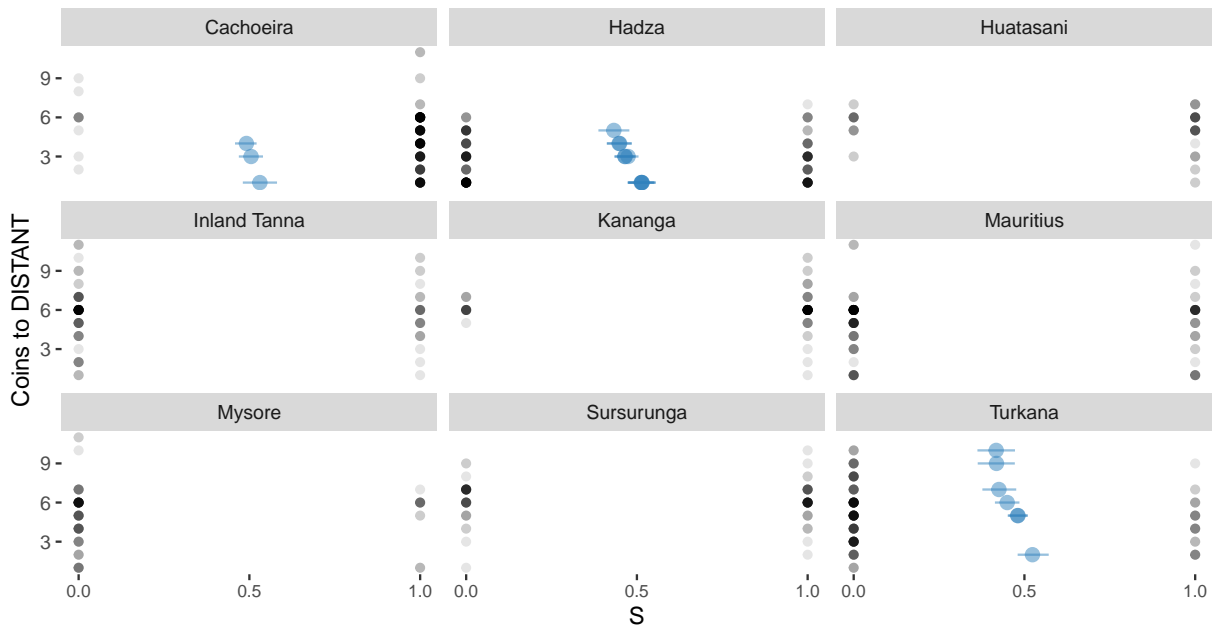 Cachoeira Hadza Huatasani
9
6
3
Inland Tanna Kananga Mauritius
9
6
3
Coins to DISTANT
Mysore Sursurunga Turkana
9
6
3
0.0 0.5 1.0 0.0 0.5 1.0 0.0 0.5 1.0
S